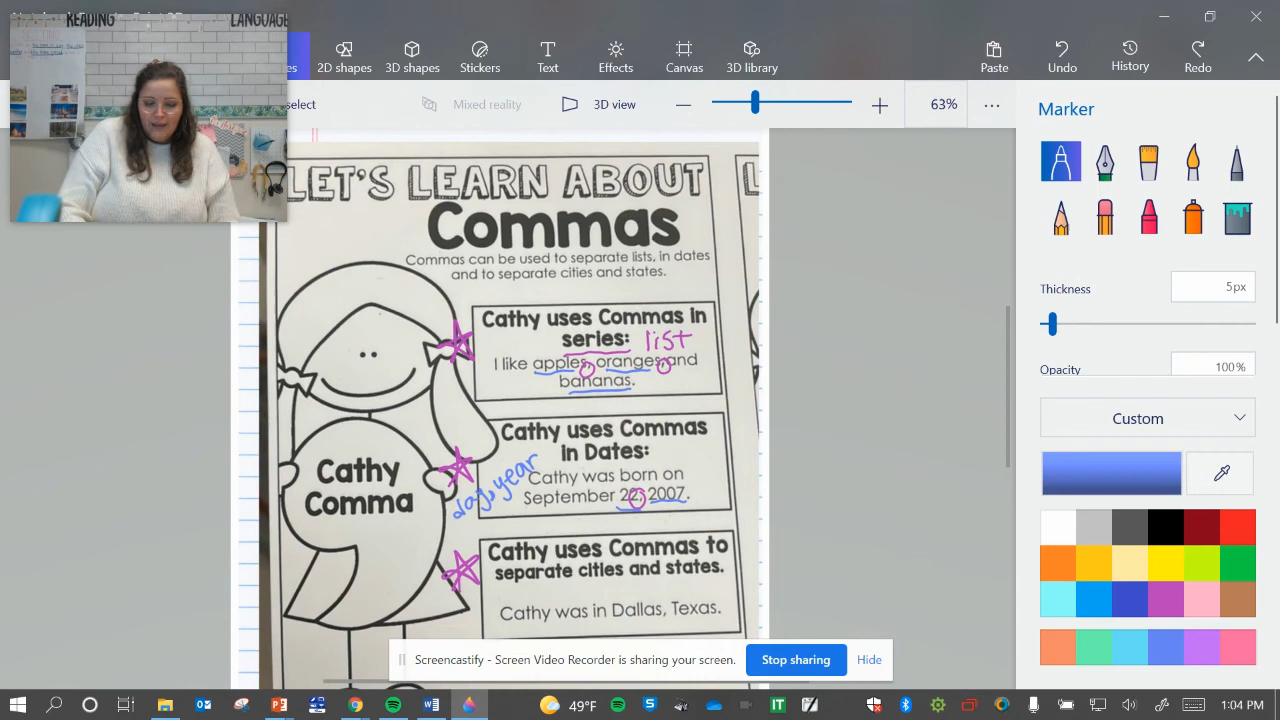 READING
LANGUAGE
2D shapes
3D shapes
Stickers
Text
Effects
Canvas
3D library
Paste
Undo
History
Redo
Mixed reality
3D view
63%
Marker
Thickness
5px
Opacity
100%
Custom
LET'S LEARN ABOUT
Commas
Commas can be used to separate lists, in dates
and to separate cities and states.
Cathy uses Commas in
series: list
I like apples, oranges, and
bananas.
Cathy uses Commas
in Dates:
Cathy was born on
September 22, 2007.
day, year
Cathy uses Commas to
separate cities and states.
Cathy was in Dallas, Texas.
Cathy
Comma
Screencastify - Screen Video Recorder is sharing your screen.
Stop sharing
Hide
49°F
1:04 PM